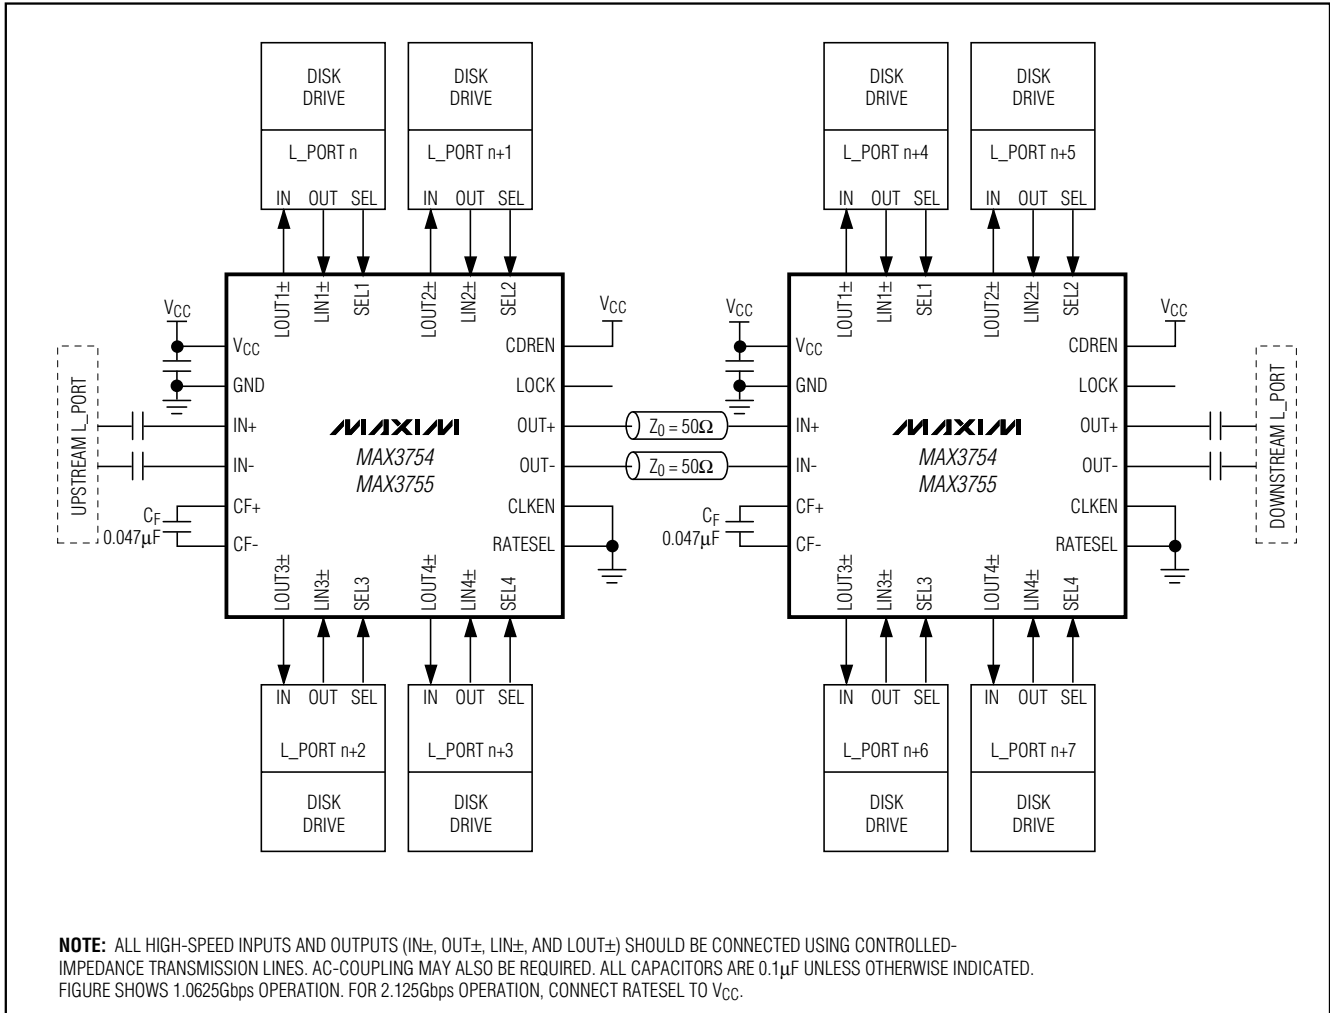 DISK DRIVE
L_PORT n
IN OUT SEL
DISK DRIVE
L_PORT n+1
IN OUT SEL
DISK DRIVE
L_PORT n+4
IN OUT SEL
DISK DRIVE
L_PORT n+5
IN OUT SEL
UPSTREAM L_PORT
VCC
LOUT1±
LIN1±
SEL1
LOUT2±
LIN2±
SEL2
VCC
GND
IN+
IN-
CF+
CF-
CF
0.047µF
MAXIM
MAX3754
MAX3755
VCC
CDREN
LOCK
OUT+
OUT-
CLKEN
RATESEL
LOUT3±
LIN3±
SEL3
LOUT4±
LIN4±
SEL4
Z0 = 50Ω
Z0 = 50Ω
VCC
LOUT1±
LIN1±
SEL1
LOUT2±
LIN2±
SEL2
VCC
GND
IN+
IN-
CF+
CF-
CF
0.047µF
MAXIM
MAX3754
MAX3755
VCC
CDREN
LOCK
OUT+
OUT-
CLKEN
RATESEL
LOUT3±
LIN3±
SEL3
LOUT4±
LIN4±
SEL4
DOWNSTREAM L_PORT
IN OUT SEL
L_PORT n+2
DISK
DRIVE
IN OUT SEL
L_PORT n+3
DISK
DRIVE
IN OUT SEL
L_PORT n+6
DISK
DRIVE
IN OUT SEL
L_PORT n+7
DISK
DRIVE
NOTE: ALL HIGH-SPEED INPUTS AND OUTPUTS (IN±, OUT±, LIN±, AND LOUT±) SHOULD BE CONNECTED USING CONTROLLED-
IMPEDANCE TRANSMISSION LINES. AC-COUPLING MAY ALSO BE REQUIRED. ALL CAPACITORS ARE 0.1µF UNLESS OTHERWISE INDICATED.
FIGURE SHOWS 1.0625Gbps OPERATION. FOR 2.125Gbps OPERATION, CONNECT RATESEL TO VCC.